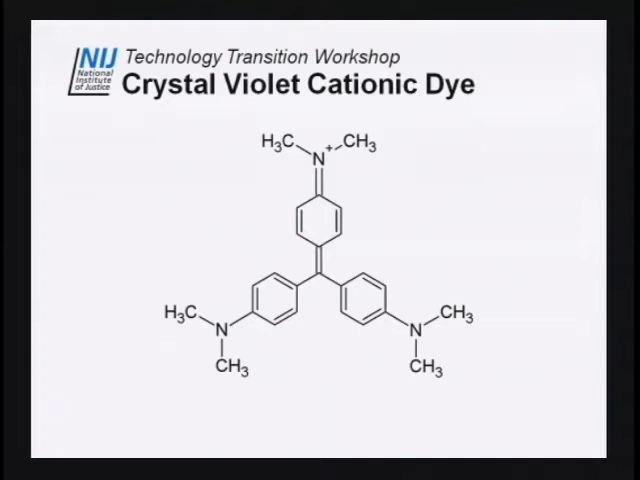 NIJ
National
Institute
of Justice
Technology Transition Workshop
Crystal Violet Cationic Dye
H3C
+
CH3
N
H3C
N
CH3
CH3
N
CH3